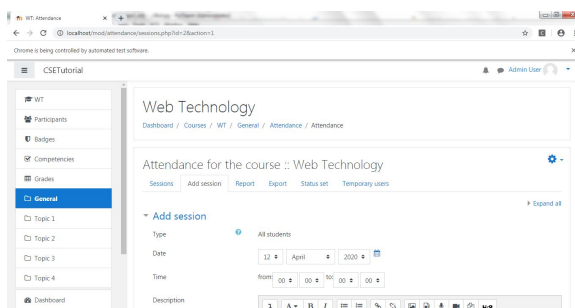 WT: Attendance
localhost/mod/attendance/sessions.php?id=2&action=1
Chrome is being controlled by automated test software.
CSETutorial
Admin User
WT
Participants
Badges
Competencies
Grades
General
Topic 1
Topic 2
Topic 3
Topic 4
Dashboard
Web Technology
Dashboard / Courses / WT / General / Attendance / Attendance
Attendance for the course :: Web Technology
Sessions Add session Report Export Status set Temporary users
Expand all
Add session
Type All students
Date 12 April 2020
Time from: 00 00 to: 00 00
Description
A B I H-P